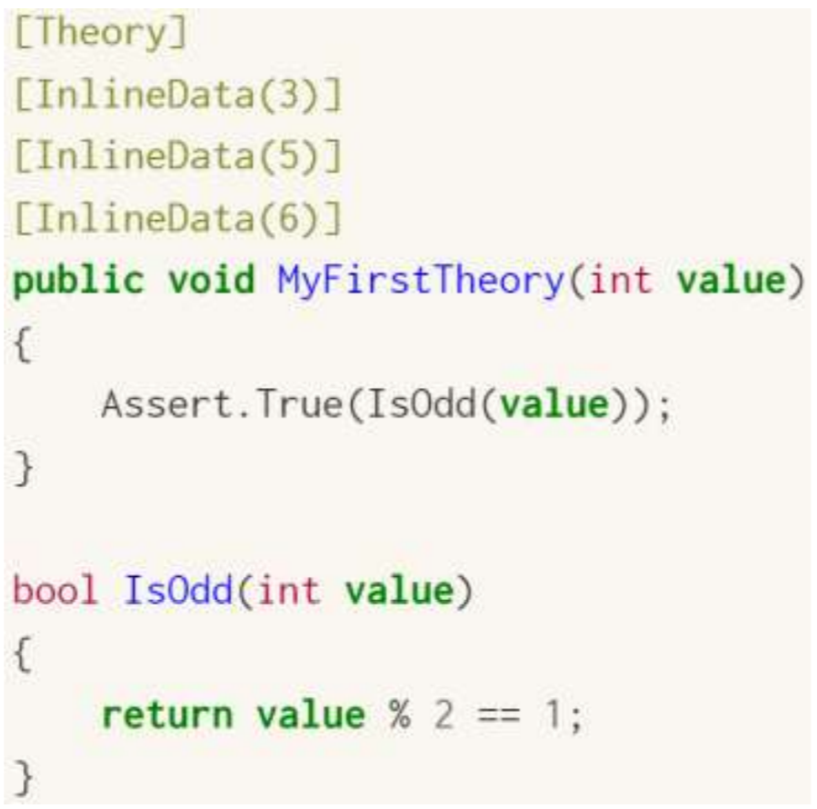 [Theory]
[InlineData(3)]
[InlineData(5)]
[InlineData(6)]
public void MyFirstTheory(int value)
{
    Assert.True(IsOdd(value));
}

bool IsOdd(int value)
{
    return value % 2 == 1;
}